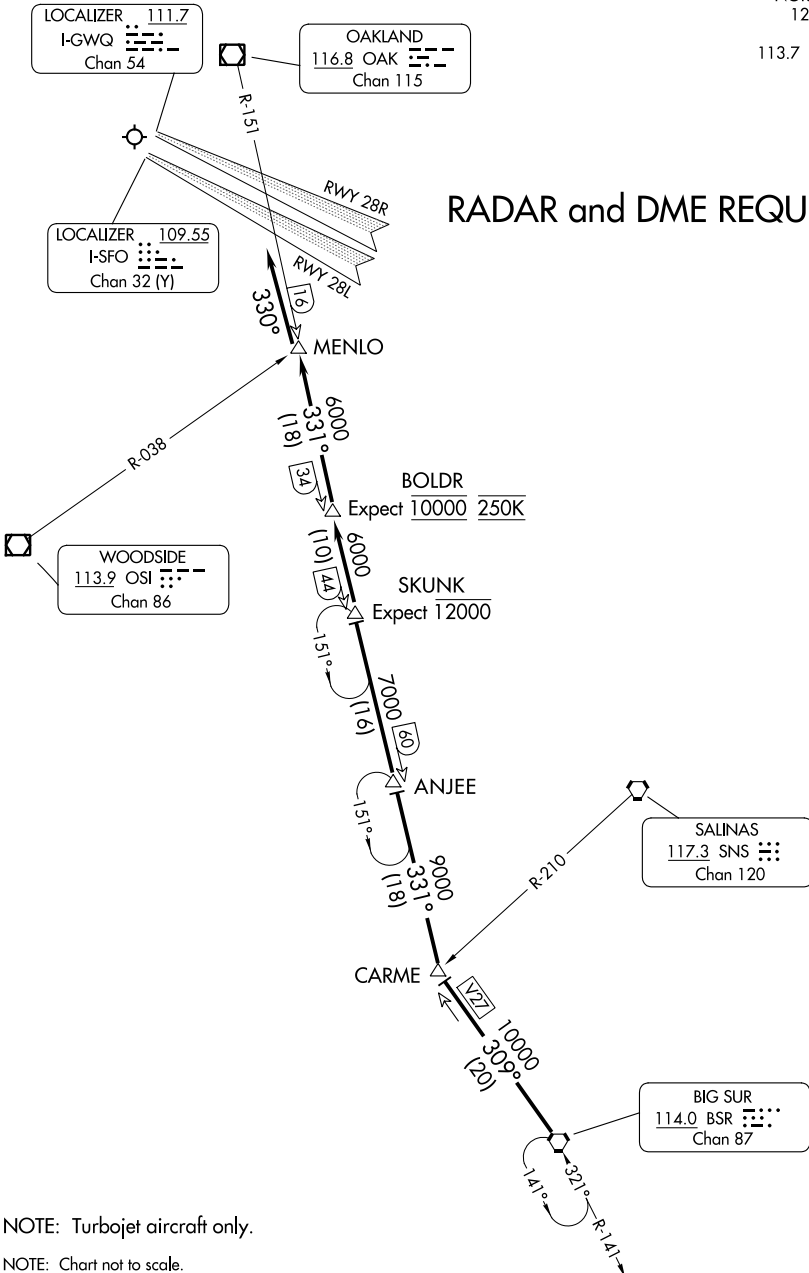 LOCALIZER 111.7
I-GWQ
Chan 54
OAKLAND
116.8 OAK
Chan 115
12
113.7
R-151
RWY 28R
RADAR and DME REQU
LOCALIZER 109.55
I-SFO
Chan 32 (Y)
RWY 28L
330°
16
MENLO
R-038
6000
331°
(18)
34
BOLDR
Expect 10000 250K
WOODSIDE
113.9 OSI
Chan 86
6000
(10)
44
SKUNK
Expect 12000
151°
7000
(16)
60
ANJEE
151°
9000
331°
(18)
SALINAS
117.3 SNS
Chan 120
R-210
CARME
V27
10000
309°
(20)
BIG SUR
114.0 BSR
Chan 87
141°
321°
R-141
NOTE: Turbojet aircraft only.
NOTE: Chart not to scale.